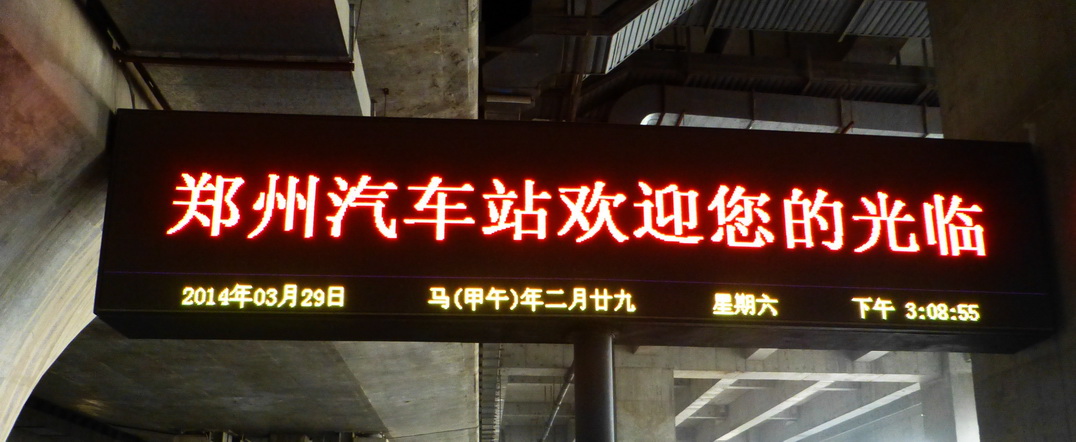 郑州汽车站欢迎您的光临
2014年03月29日 马(甲午)年二月廿九 星期六 下午 3:08:55